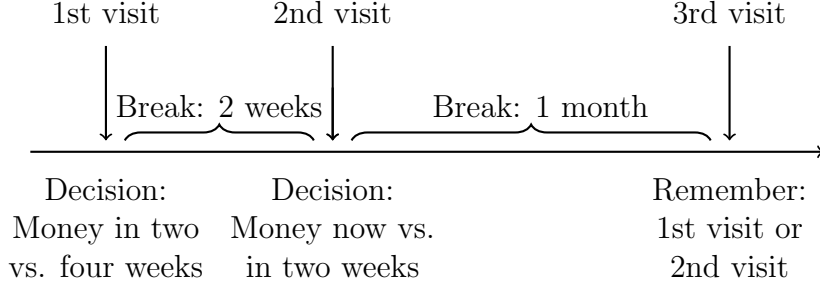 1st visit
2nd visit
3rd visit
Break: 2 weeks
Break: 1 month
Decision:
Money in two
vs. four weeks
Decision:
Money now vs.
in two weeks
Remember:
1st visit or
2nd visit